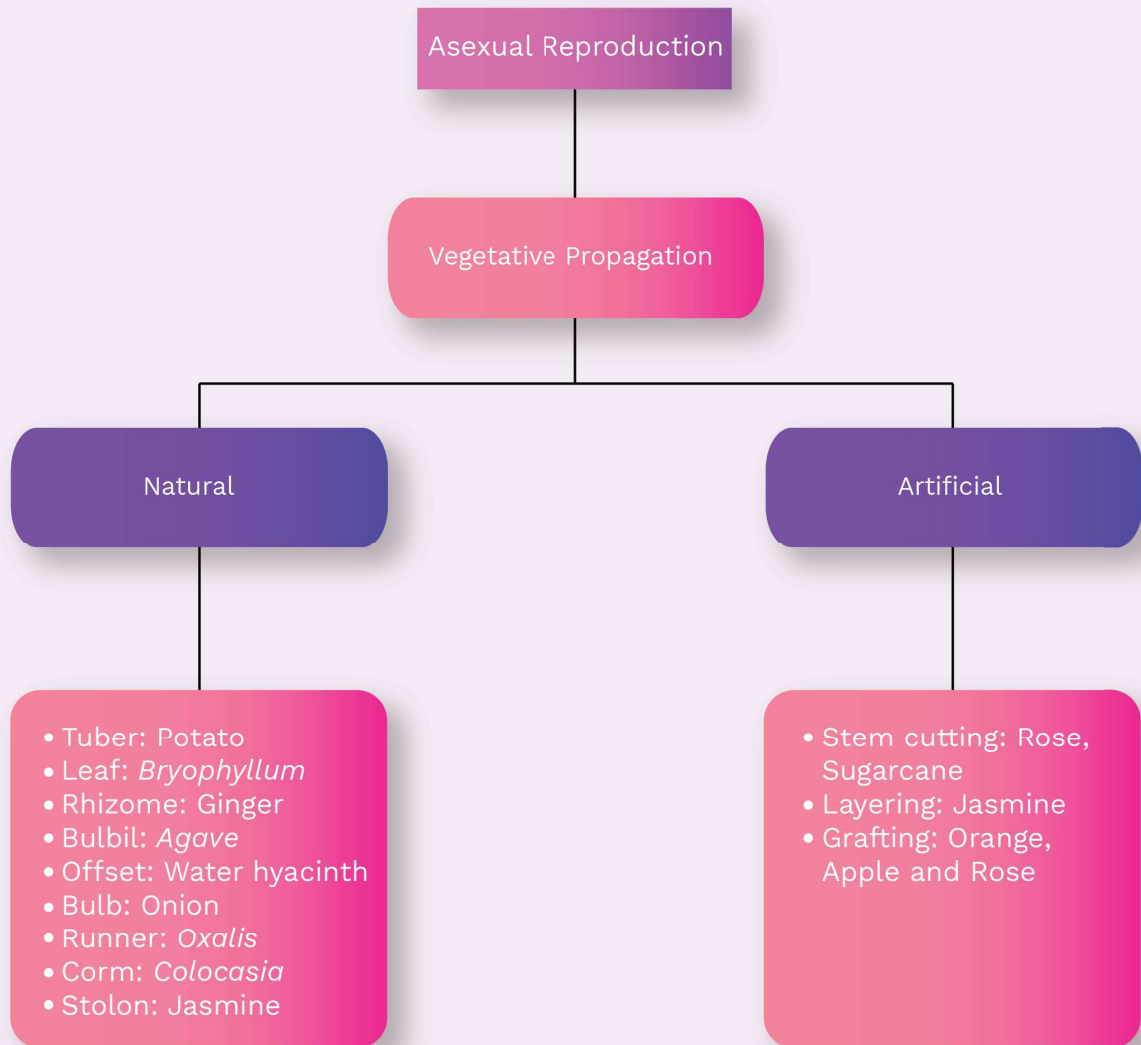 Asexual Reproduction
Vegetative Propagation
Natural
Artificial
• Tuber: Potato
• Leaf: Bryophyllum
• Rhizome: Ginger
• Bulbil: Agave
• Offset: Water hyacinth
• Bulb: Onion
• Runner: Oxalis
• Corm: Colocasia
• Stolon: Jasmine
• Stem cutting: Rose,
Sugarcane
• Layering: Jasmine
• Grafting: Orange,
Apple and Rose